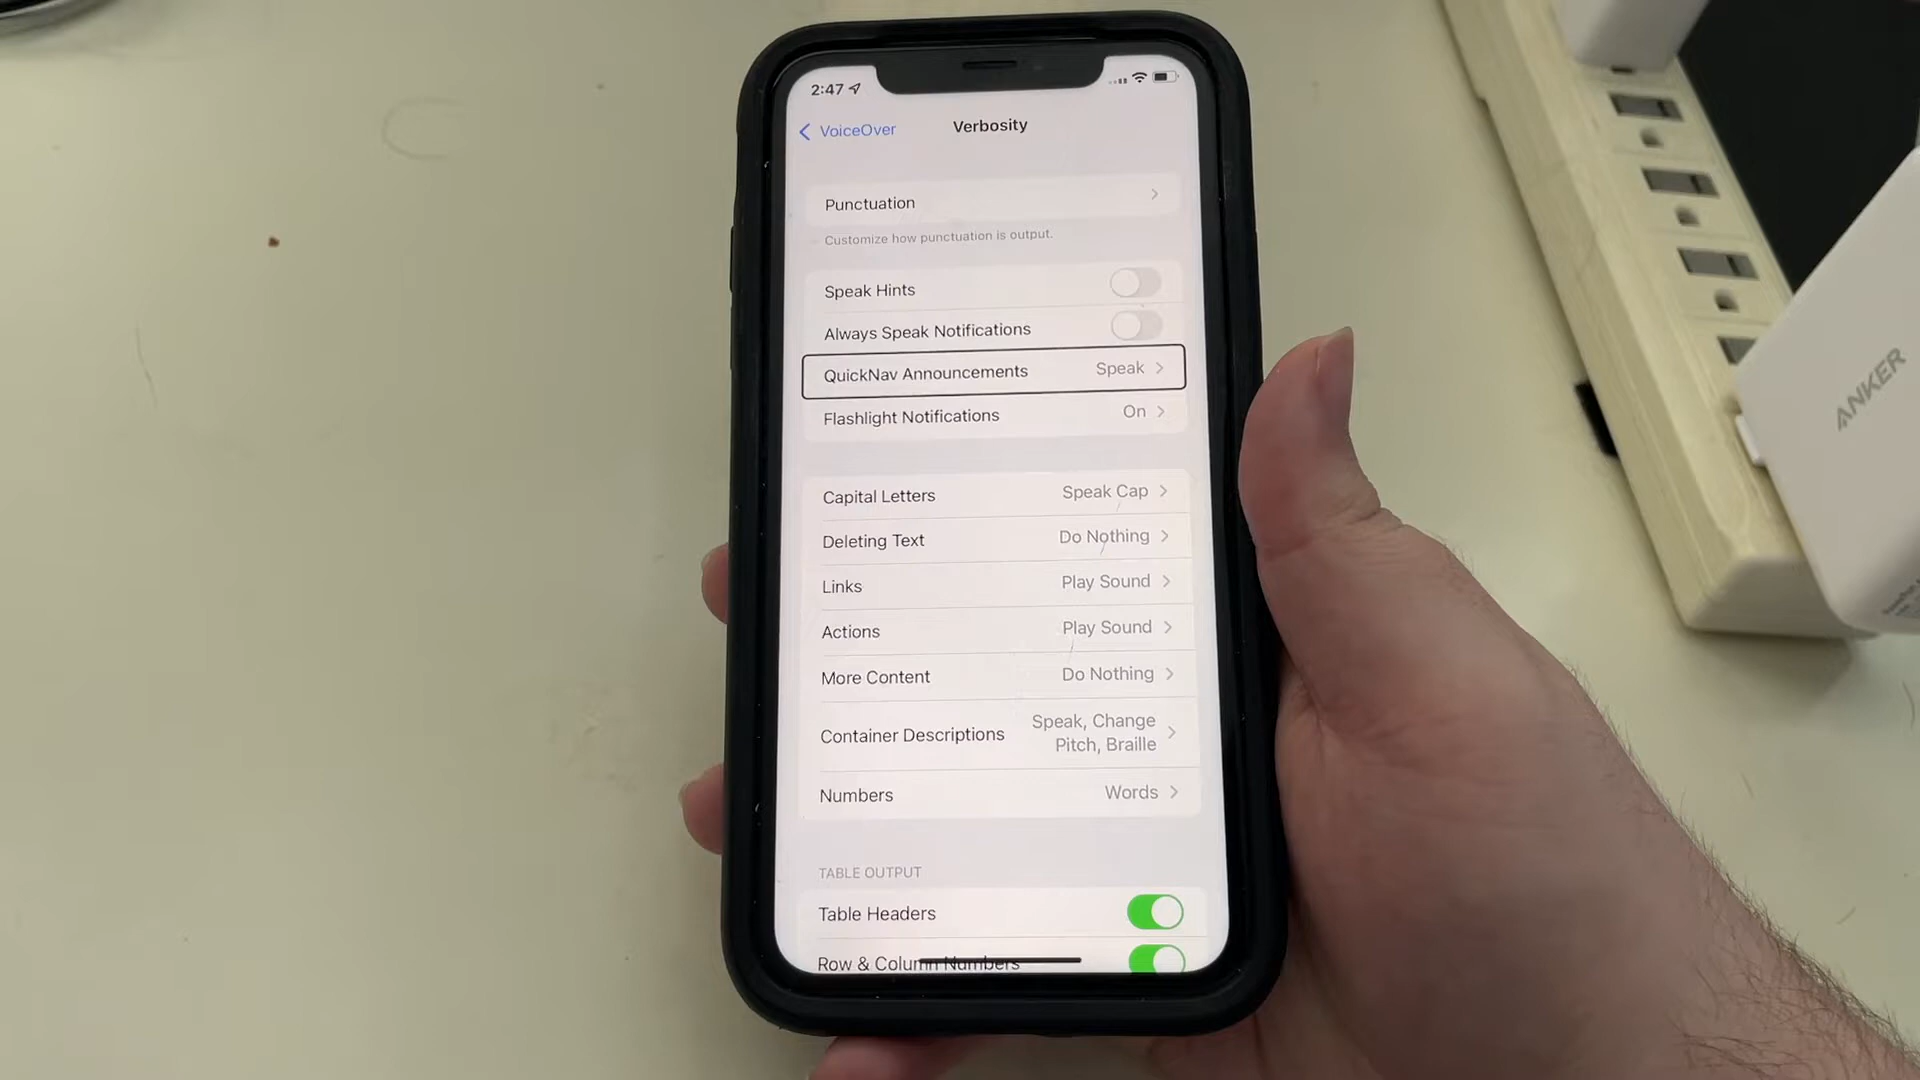 2:47
VoiceOver
Verbosity
Punctuation
Customize how punctuation is output.
Speak Hints
Always Speak Notifications
QuickNav Announcements Speak
Flashlight Notifications On
Capital Letters Speak Cap
Deleting Text Do Nothing
Links Play Sound
Actions Play Sound
More Content Do Nothing
Container Descriptions Speak, Change
Pitch, Braille
Numbers Words
TABLE OUTPUT
Table Headers
Row & Column Numbers
ANKER